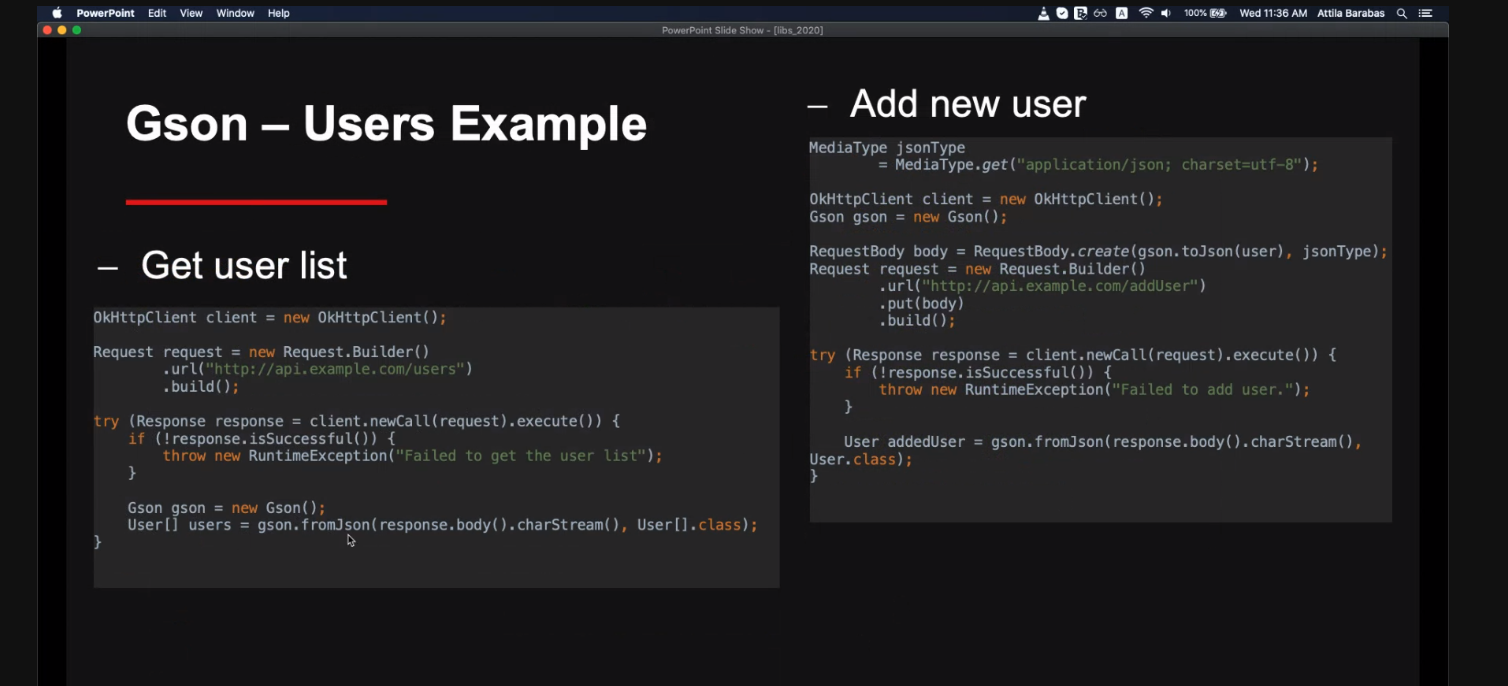 PowerPoint Edit View Window Help
100% Wed 11:36 AM Attila Barabas
PowerPoint Slide Show - [libs_2020]
Gson – Users Example
– Get user list
OkHttpClient client = new OkHttpClient();
Request request = new Request.Builder()
.url("http://api.example.com/users")
.build();
try (Response response = client.newCall(request).execute()) {
if (!response.isSuccessful()) {
throw new RuntimeException("Failed to get the user list");
}
Gson gson = new Gson();
User[] users = gson.fromJson(response.body().charStream(), User[].class);
}
– Add new user
MediaType jsonType
= MediaType.get("application/json; charset=utf-8");
OkHttpClient client = new OkHttpClient();
Gson gson = new Gson();
RequestBody body = RequestBody.create(gson.toJson(user), jsonType);
Request request = new Request.Builder()
.url("http://api.example.com/addUser")
.put(body)
.build();
try (Response response = client.newCall(request).execute()) {
if (!response.isSuccessful()) {
throw new RuntimeException("Failed to add user.");
}
User addedUser = gson.fromJson(response.body().charStream(),
User.class);
}